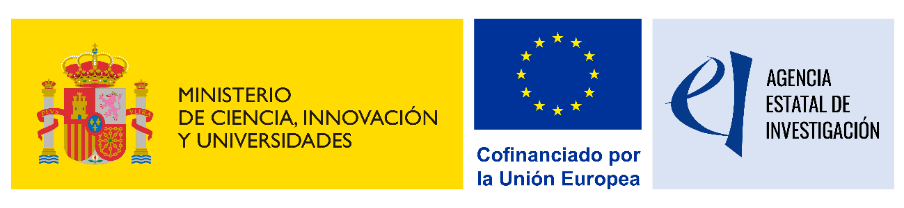 MINISTERIO
DE CIENCIA, INNOVACIÓN
Y UNIVERSIDADES
Cofinanciado por
la Unión Europea
AGENCIA
ESTATAL DE
INVESTIGACIÓN